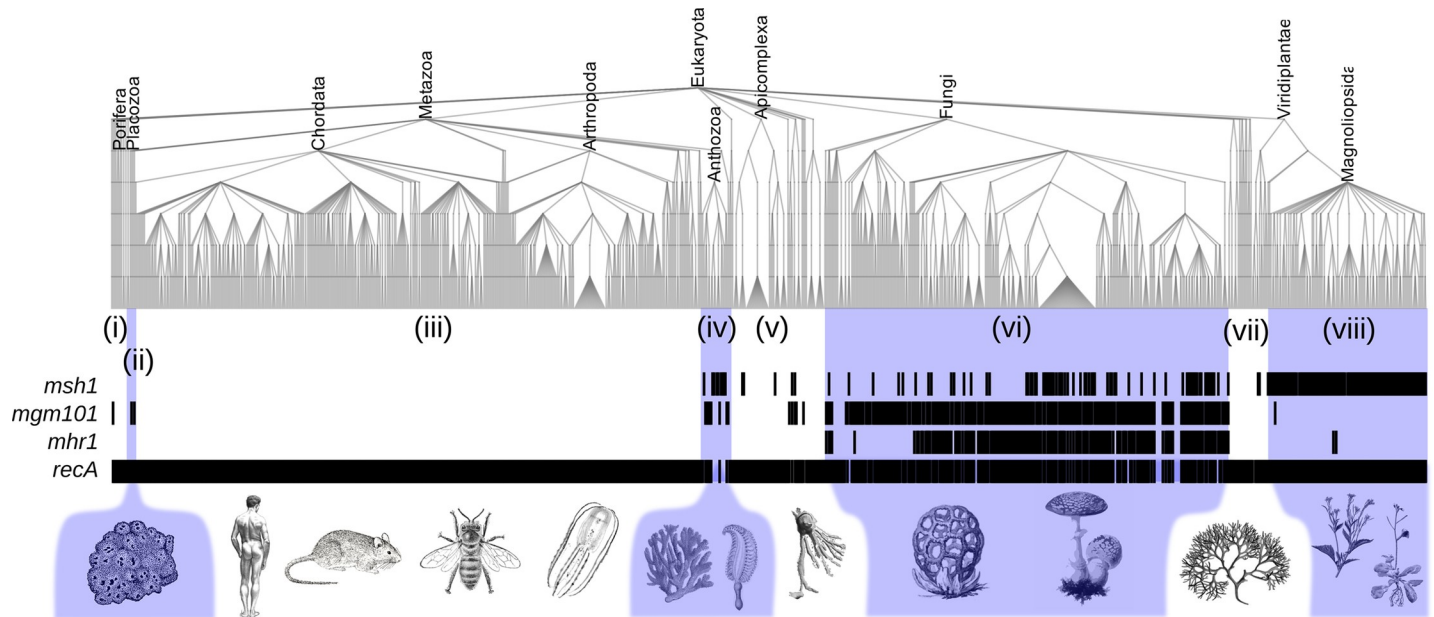 Eukaryota
Viridiplantae
Metazoa
Apicomplexa
Fungi
Porifera
Placozoa
Chordata
Arthropoda
Anthozoa
Magnoliopsida
(i)
(ii)
(iii)
(iv)
(v)
(vi)
(vii)
(viii)
msh1
mgm101
mhr1
recA